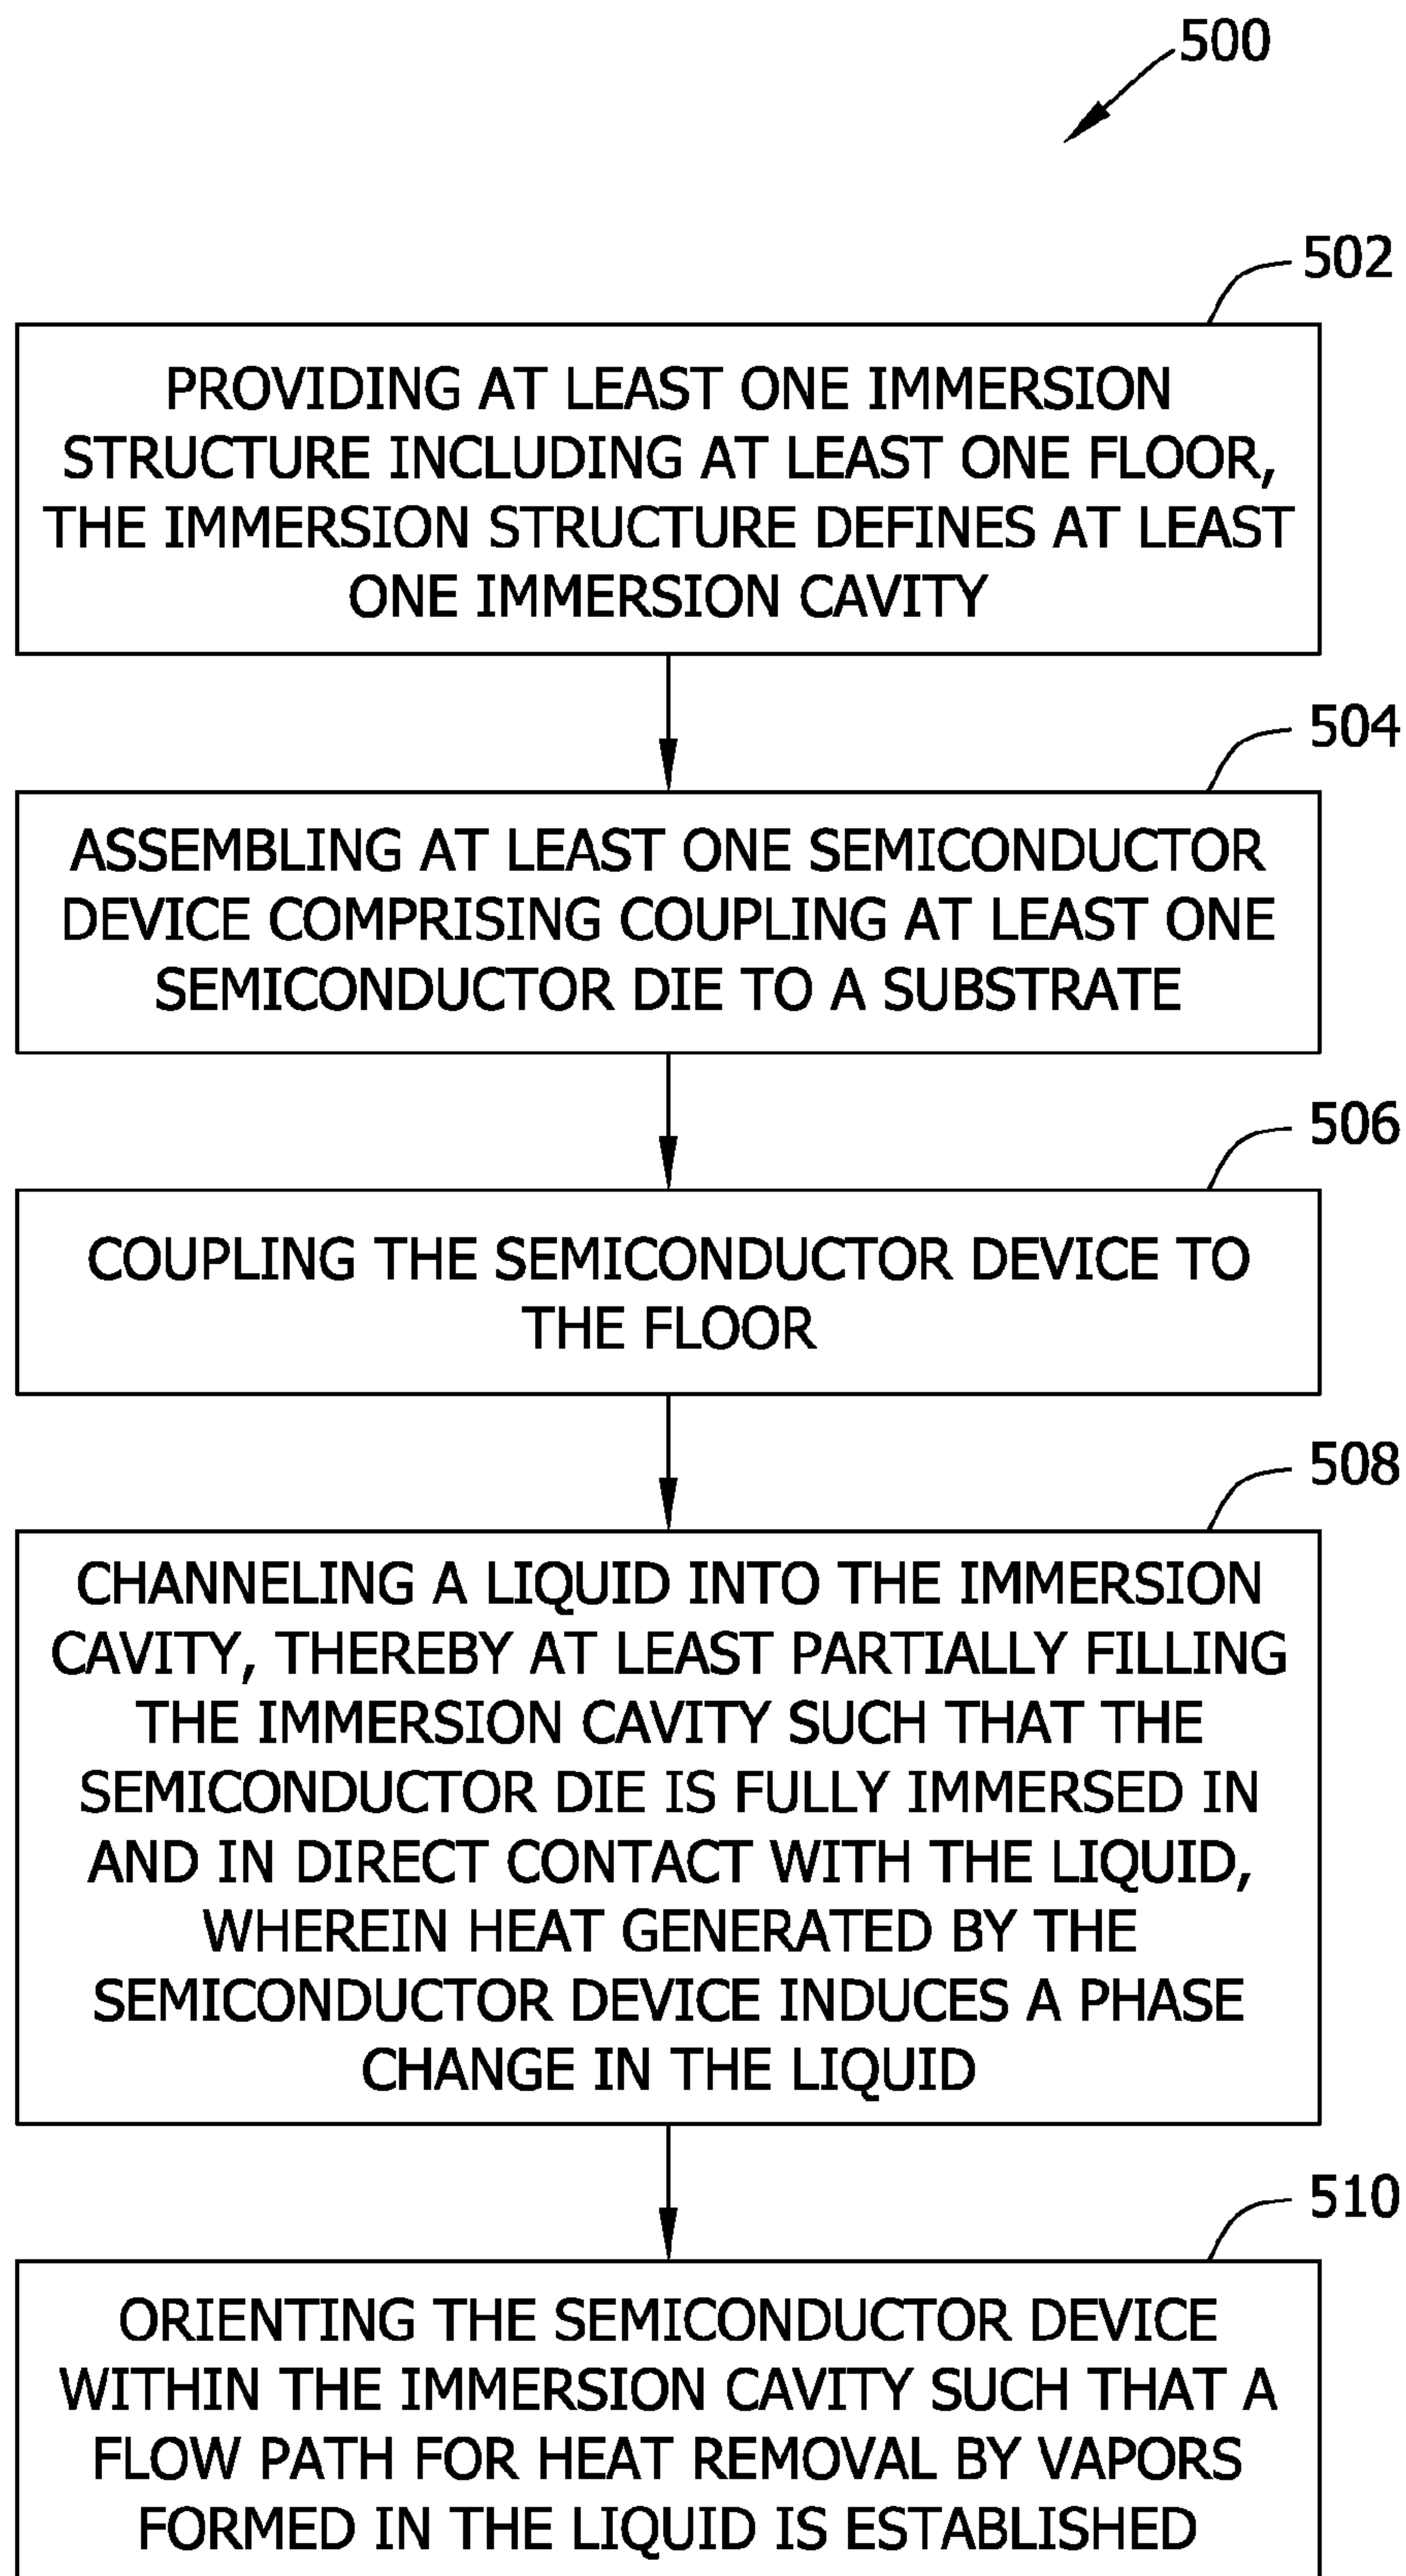 500
502
PROVIDING AT LEAST ONE IMMERSION
STRUCTURE INCLUDING AT LEAST ONE FLOOR,
THE IMMERSION STRUCTURE DEFINES AT LEAST
ONE IMMERSION CAVITY
504
ASSEMBLING AT LEAST ONE SEMICONDUCTOR
DEVICE COMPRISING COUPLING AT LEAST ONE
SEMICONDUCTOR DIE TO A SUBSTRATE
506
COUPLING THE SEMICONDUCTOR DEVICE TO
THE FLOOR
508
CHANNELING A LIQUID INTO THE IMMERSION
CAVITY, THEREBY AT LEAST PARTIALLY FILLING
THE IMMERSION CAVITY SUCH THAT THE
SEMICONDUCTOR DIE IS FULLY IMMERSED IN
AND IN DIRECT CONTACT WITH THE LIQUID,
WHEREIN HEAT GENERATED BY THE
SEMICONDUCTOR DEVICE INDUCES A PHASE
CHANGE IN THE LIQUID
510
ORIENTING THE SEMICONDUCTOR DEVICE
WITHIN THE IMMERSION CAVITY SUCH THAT A
FLOW PATH FOR HEAT REMOVAL BY VAPORS
FORMED IN THE LIQUID IS ESTABLISHED